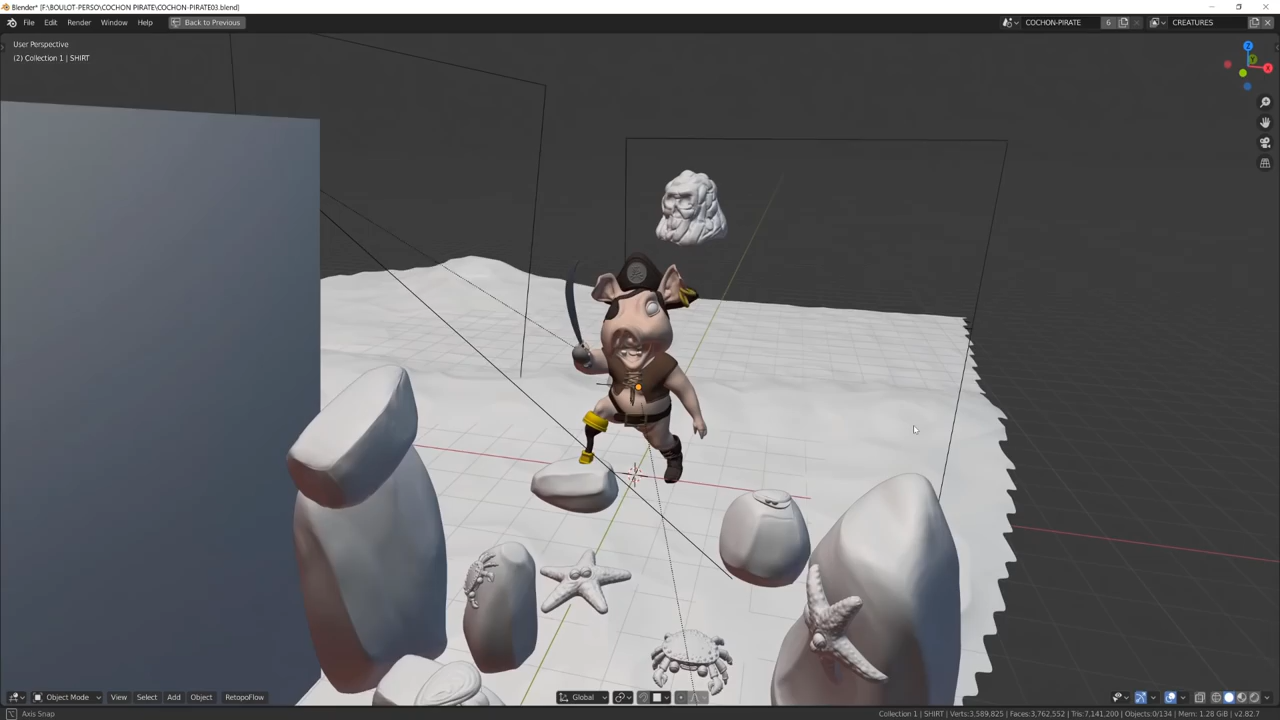 Blender* [F:\BOULOT-PERSO\COCHON PIRATE\COCHON-PIRATE03.blend]
File Edit Render Window Help Back to Previous COCHON-PIRATE 6 CREATURES
User Perspective
(2) Collection 1 | SHIRT
Z
Y
X
Object Mode View Select Add Object RetopoFlow Global
Axis Snap Collection 1 | SHIRT | Verts:3,589,825 | Faces:3,762,552 | Tris:7,141,200 | Objects:0/134 | Mem: 1.28 GiB | v2.82.7